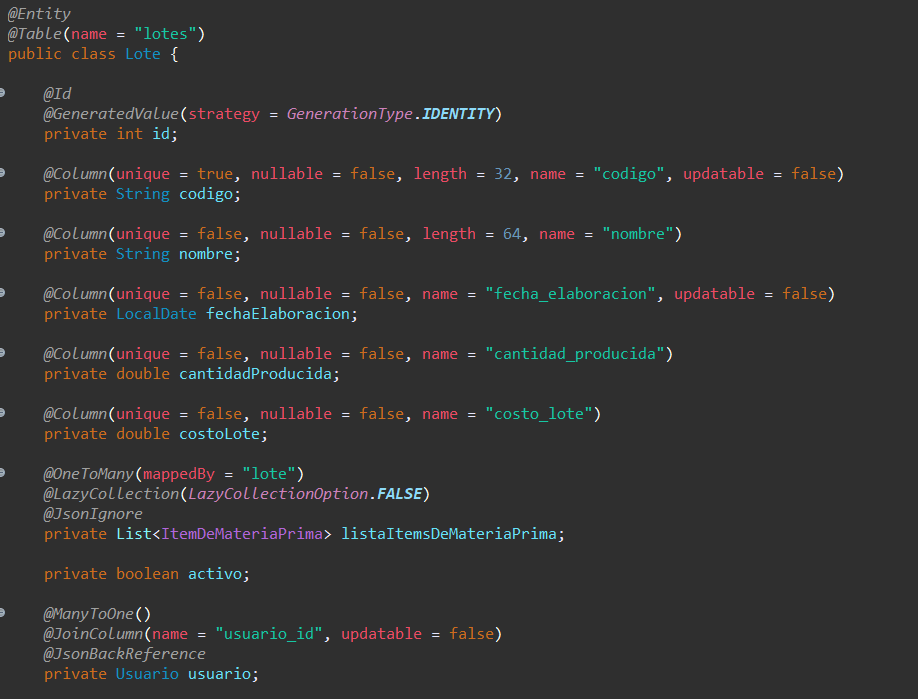 @Entity
@Table(name = "lotes")
public class Lote {
@Id
@GeneratedValue(strategy = GenerationType.IDENTITY)
private int id;
@Column(unique = true, nullable = false, length = 32, name = "codigo", updatable = false)
private String codigo;
@Column(unique = false, nullable = false, length = 64, name = "nombre")
private String nombre;
@Column(unique = false, nullable = false, name = "fecha_elaboracion", updatable = false)
private LocalDate fechaElaboracion;
@Column(unique = false, nullable = false, name = "cantidad_producida")
private double cantidadProducida;
@Column(unique = false, nullable = false, name = "costo_lote")
private double costoLote;
@OneToMany(mappedBy = "lote")
@LazyCollection(LazyCollectionOption.FALSE)
@JsonIgnore
private List<ItemDeMateriaPrima> listaItemsDeMateriaPrima;
private boolean activo;
@ManyToOne()
@JoinColumn(name = "usuario_id", updatable = false)
@JsonBackReference
private Usuario usuario;